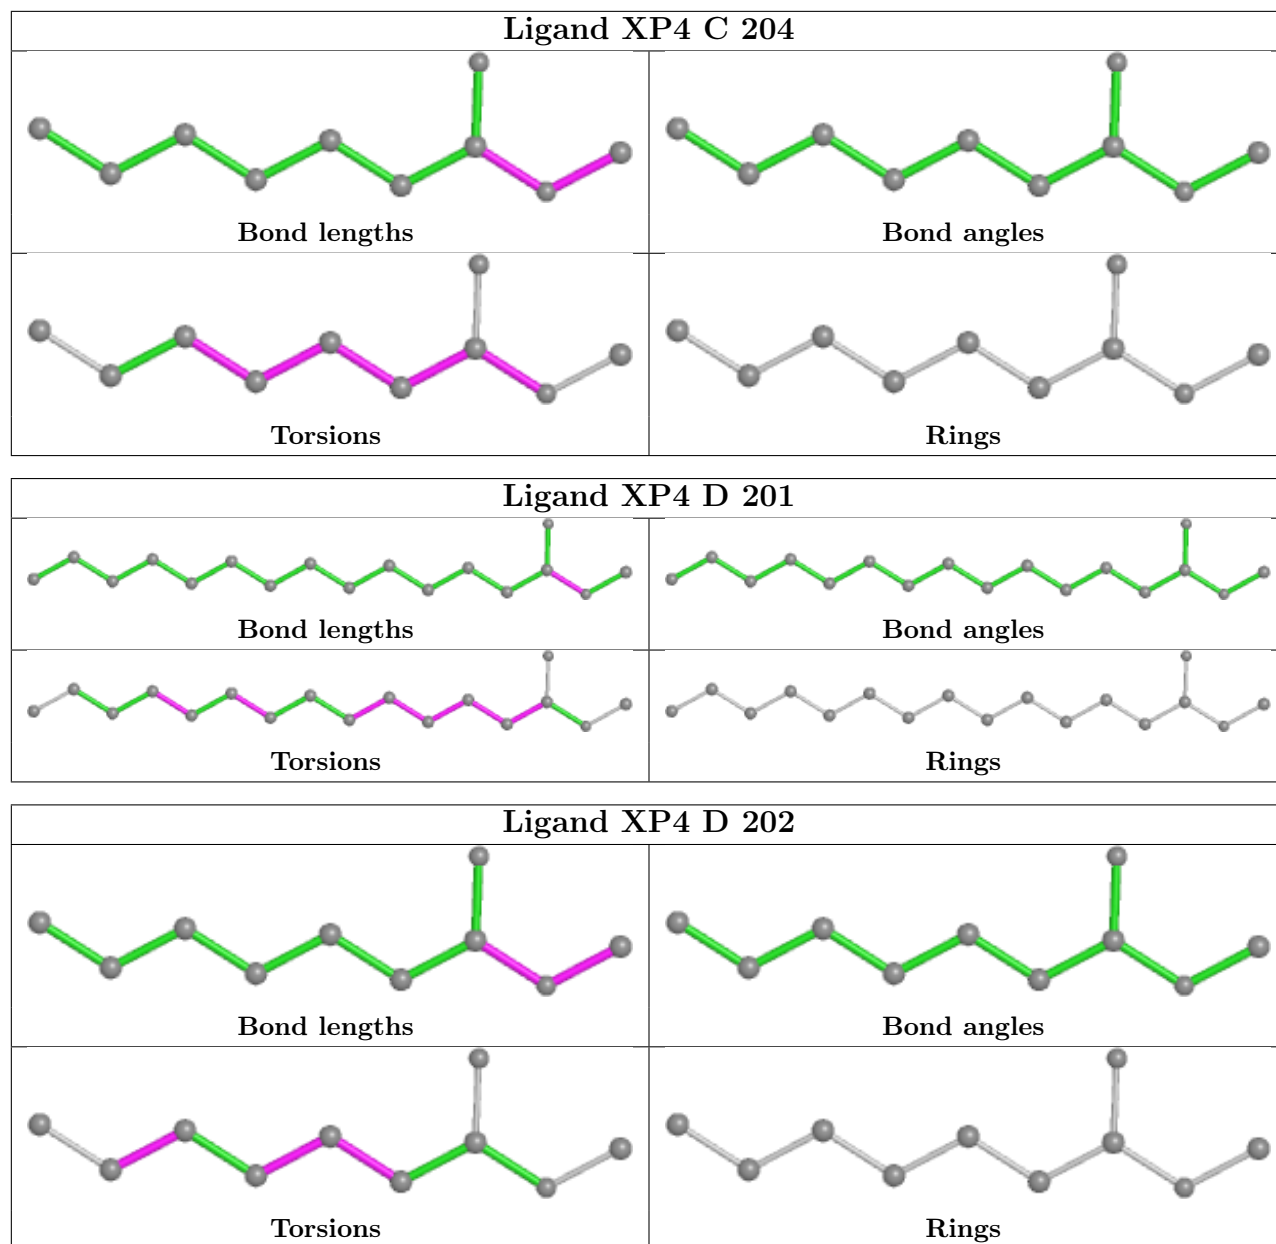 Ligand XP4 C 204
Bond lengths
Bond angles
Torsions
Rings
Ligand XP4 D 201
Bond lengths
Bond angles
Torsions
Rings
Ligand XP4 D 202
Bond lengths
Bond angles
Torsions
Rings